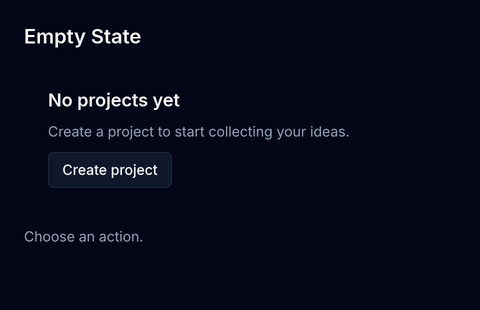 Empty State
No projects yet
Create a project to start collecting your ideas.
Create project
Choose an action.